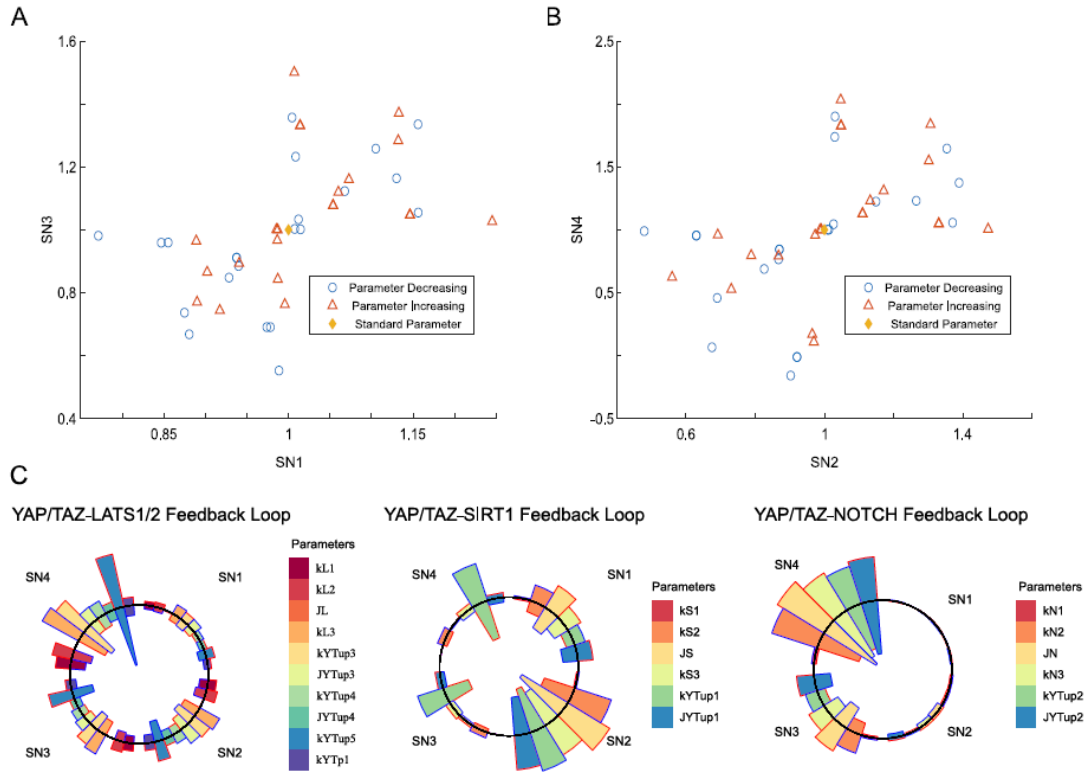 A
B
1.6
1.2
0.8
0.4
SN3
0.85
1
1.15
SN1
Parameter Decreasing
Parameter Increasing
Standard Parameter
2.5
1.5
0.5
-0.5
SN4
0.6
1
1.4
SN2
Parameter Decreasing
Parameter Increasing
Standard Parameter
C
YAP/TAZ-LATS1/2 Feedback Loop
SN4
SN1
SN3
SN2
Parameters
kL1
kL2
JL
kL3
kYTup3
JYTup3
kYTup4
JYTup4
kYTup5
kYTp1
YAP/TAZ-SIRT1 Feedback Loop
SN4
SN1
SN3
SN2
Parameters
kS1
kS2
JS
kS3
kYTup1
JYTup1
YAP/TAZ-NOTCH Feedback Loop
SN4
SN1
SN3
SN2
Parameters
kN1
kN2
JN
kN3
kYTup2
JYTup2